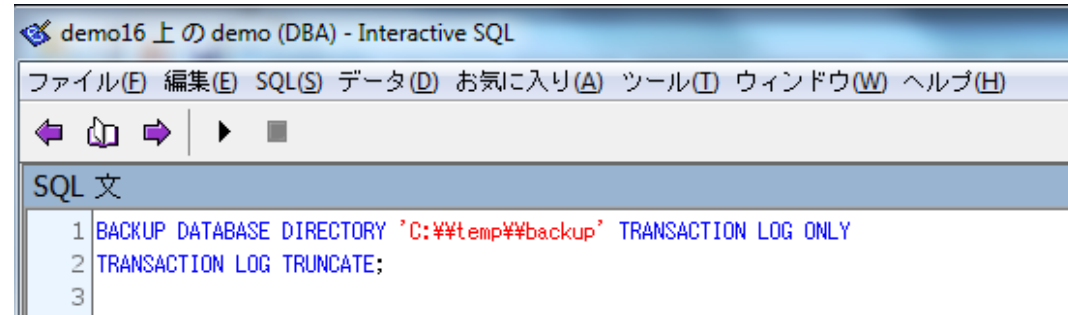 demo16 上 の demo (DBA) - Interactive SQL
ファイル(F) 編集(E) SQL(S) データ(D) お気に入り(A) ツール(T) ウィンドウ(W) ヘルプ(H)
SQL 文
1 BACKUP DATABASE DIRECTORY 'C:¥¥temp¥¥backup' TRANSACTION LOG ONLY
2 TRANSACTION LOG TRUNCATE;
3